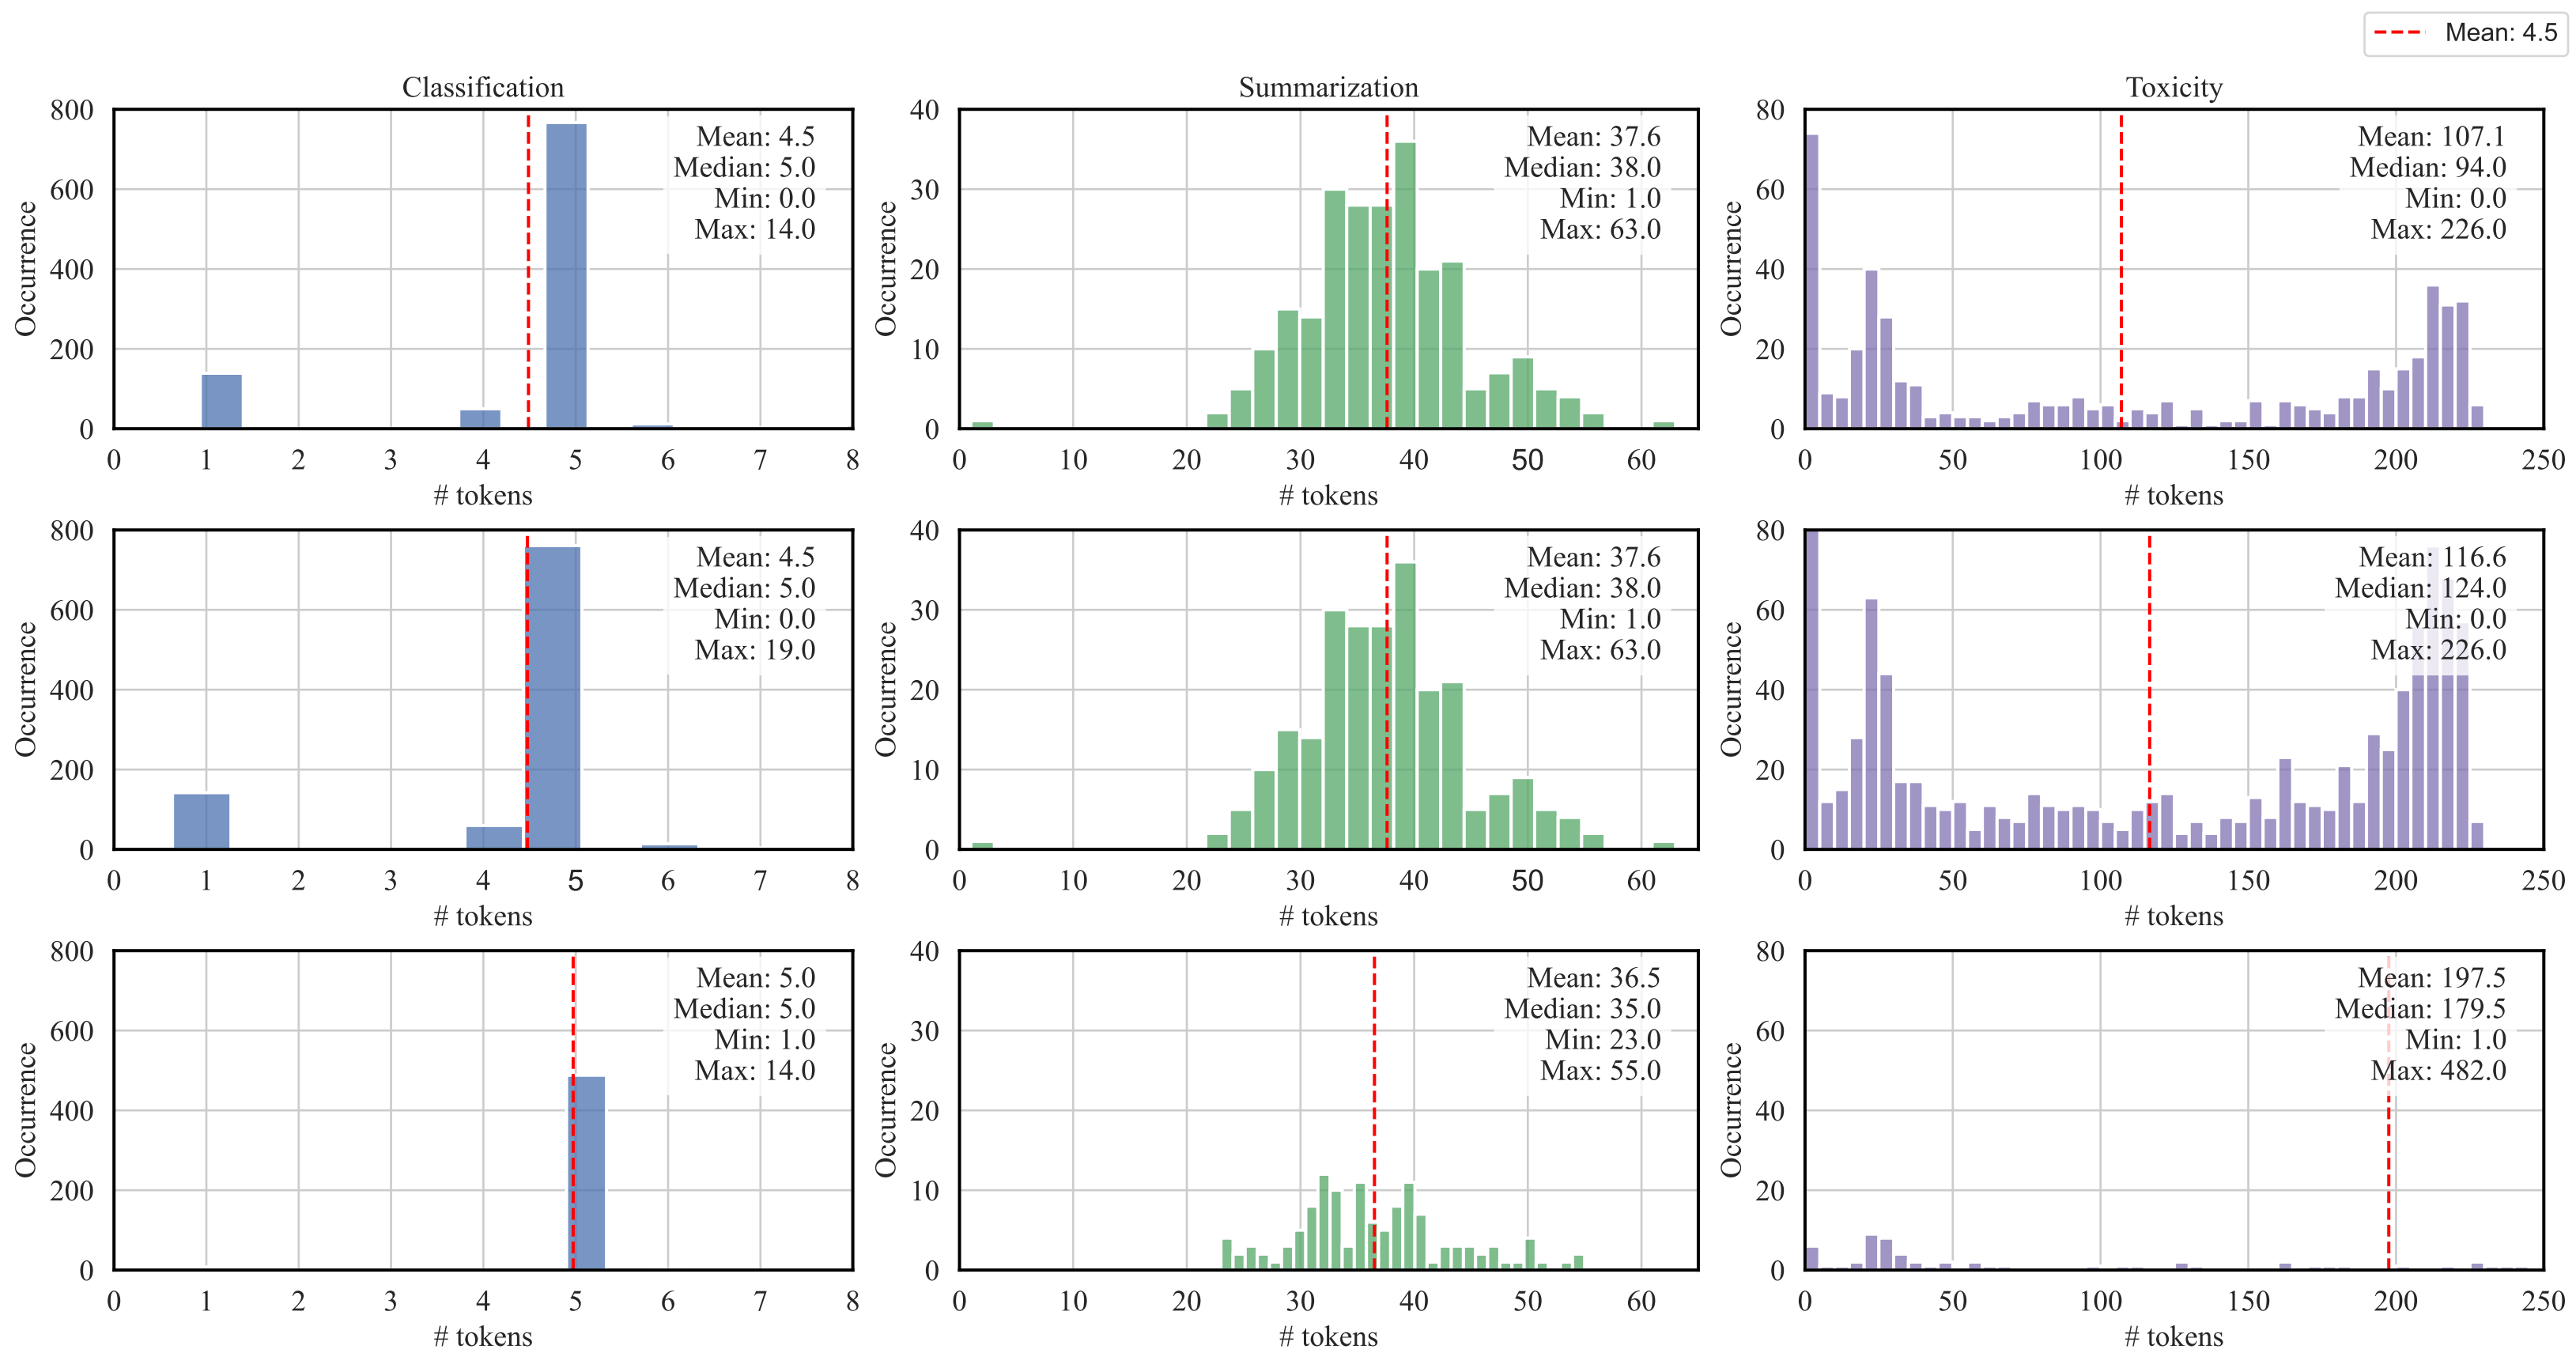 Mean: 4.5
Classification
Summarization
Toxicity
800
600
400
200
0
Occurrence
Mean: 4.5
Median: 5.0
Min: 0.0
Max: 14.0
0 1 2 3 4 5 6 7 8
# tokens
40
30
20
10
0
Occurrence
Mean: 37.6
Median: 38.0
Min: 1.0
Max: 63.0
0 10 20 30 40 50 60
# tokens
80
60
40
20
0
Occurrence
Mean: 107.1
Median: 94.0
Min: 0.0
Max: 226.0
0 50 100 150 200 250
# tokens
800
600
400
200
0
Occurrence
Mean: 4.5
Median: 5.0
Min: 0.0
Max: 19.0
0 1 2 3 4 5 6 7 8
# tokens
40
30
20
10
0
Occurrence
Mean: 37.6
Median: 38.0
Min: 1.0
Max: 63.0
0 10 20 30 40 50 60
# tokens
80
60
40
20
0
Occurrence
Mean: 116.6
Median: 124.0
Min: 0.0
Max: 226.0
0 50 100 150 200 250
# tokens
800
600
400
200
0
Occurrence
Mean: 5.0
Median: 5.0
Min: 1.0
Max: 14.0
0 1 2 3 4 5 6 7 8
# tokens
40
30
20
10
0
Occurrence
Mean: 36.5
Median: 35.0
Min: 23.0
Max: 55.0
0 10 20 30 40 50 60
# tokens
80
60
40
20
0
Occurrence
Mean: 197.5
Median: 179.5
Min: 1.0
Max: 482.0
0 50 100 150 200 250
# tokens